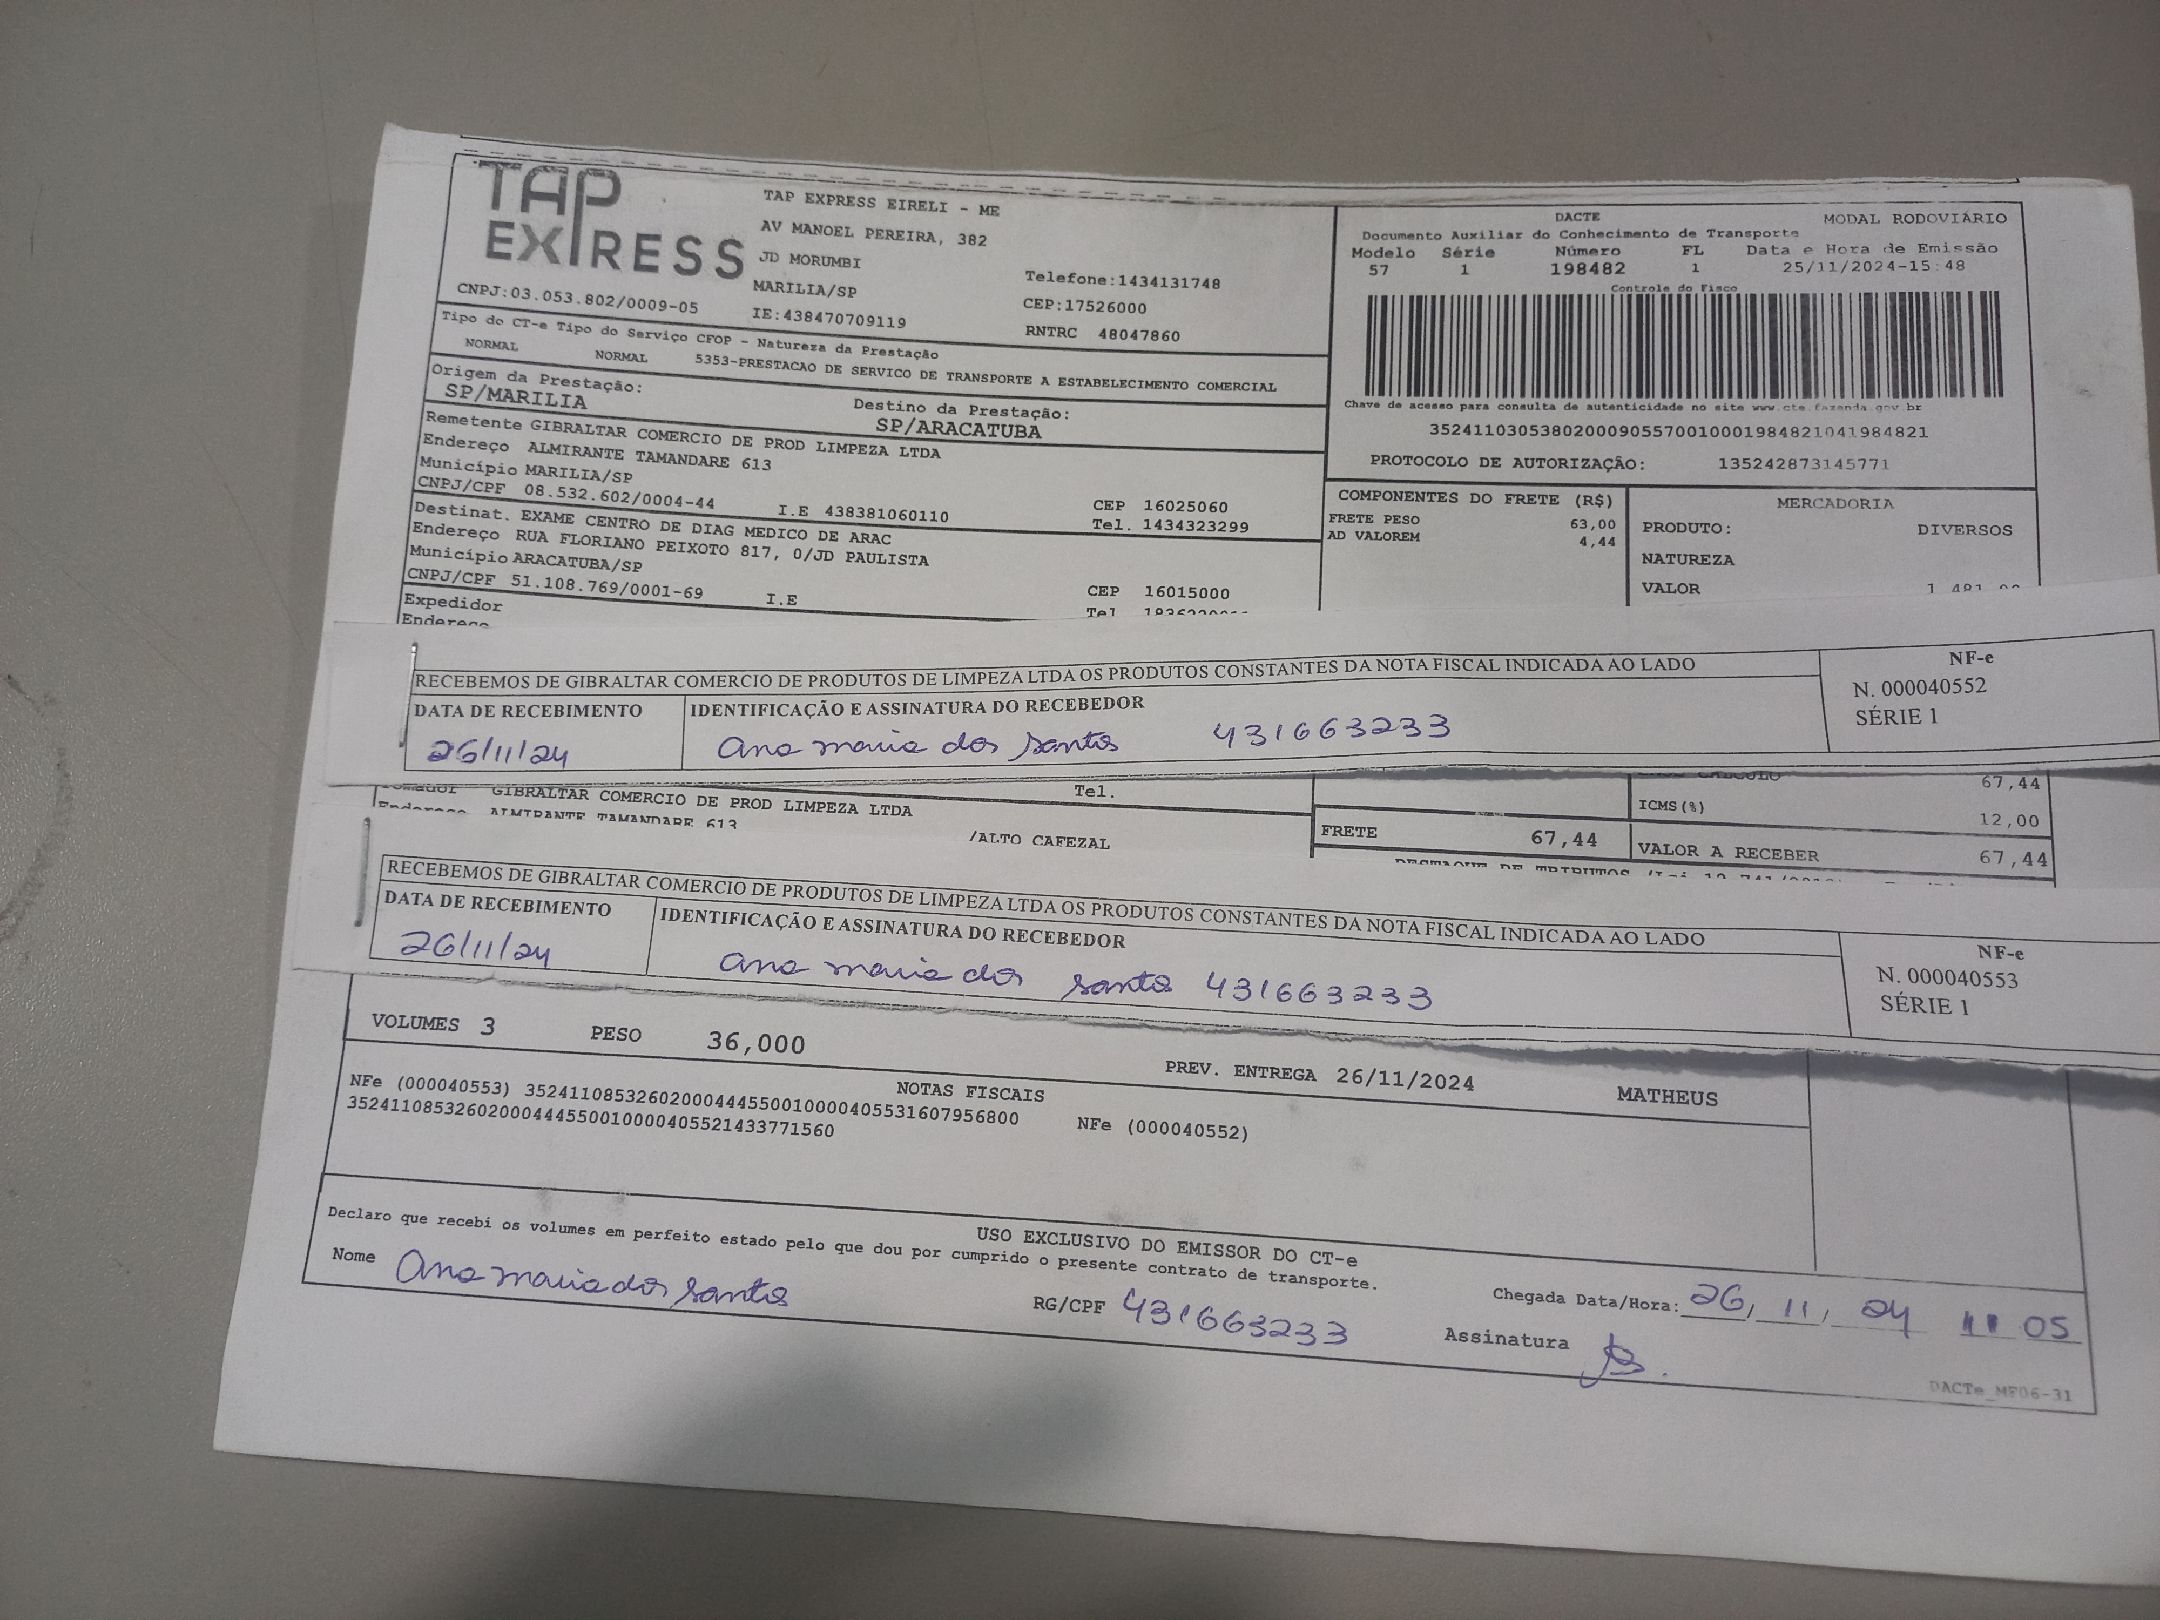 TAP
EXPRESS
TAP EXPRESS EIRELI - ME
AV MANOEL PEREIRA, 382
JD MORUMBI
MARILIA/SP
IE:438470709119
Telefone:1434131748
CEP:17526000
RNTRC 48047860
CNPJ:03.053.802/0009-05
DACTE MODAL RODOVIÁRIO
Documento Auxiliar do Conhecimento de Transporte
Modelo Série Número FL Data e Hora de Emissão
57 1 198482 1 25/11/2024-15:48
Controle do Fisco
Chave de acesso para consulta de autenticidade no site www.cte.fazenda.gov.br
35241103053802000905570010001984821041984821
PROTOCOLO DE AUTORIZAÇÃO: 135242873145771
Tipo do CT-e Tipo do Serviço CFOP - Natureza da Prestação
NORMAL NORMAL 5353-PRESTACAO DE SERVICO DE TRANSPORTE A ESTABELECIMENTO COMERCIAL
Origem da Prestação: Destino da Prestação:
SP/MARILIA SP/ARACATUBA
Remetente GIBRALTAR COMERCIO DE PROD LIMPEZA LTDA
Endereço ALMIRANTE TAMANDARE 613
Município MARILIA/SP CEP 16025060
CNPJ/CPF 08.532.602/0004-44 I.E 438381060110 Tel. 1434323299
Destinat. EXAME CENTRO DE DIAG MEDICO DE ARAC
Endereço RUA FLORIANO PEIXOTO 817, 0/JD PAULISTA
Município ARACATUBA/SP CEP 16015000
CNPJ/CPF 51.108.769/0001-69 I.E Tel
Expedidor
Endereço
COMPONENTES DO FRETE (R$)
FRETE PESO 63,00
AD VALOREM 4,44
MERCADORIA
PRODUTO: DIVERSOS
NATUREZA
VALOR
RECEBEMOS DE GIBRALTAR COMERCIO DE PRODUTOS DE LIMPEZA LTDA OS PRODUTOS CONSTANTES DA NOTA FISCAL INDICADA AO LADO
DATA DE RECEBIMENTO IDENTIFICAÇÃO E ASSINATURA DO RECEBEDOR
26/11/24 Ana maria dos santos 431663233
NF-e
N. 000040552
SÉRIE 1
GIBRALTAR COMERCIO DE PROD LIMPEZA LTDA Tel.
ALMIRANTE TAMANDARE 613 /ALTO CAFEZAL
67,44
ICMS(%) 12,00
FRETE 67,44 VALOR A RECEBER 67,44
RECEBEMOS DE GIBRALTAR COMERCIO DE PRODUTOS DE LIMPEZA LTDA OS PRODUTOS CONSTANTES DA NOTA FISCAL INDICADA AO LADO
DATA DE RECEBIMENTO IDENTIFICAÇÃO E ASSINATURA DO RECEBEDOR
26/11/24 Ana maria dos santos 431663233
NF-e
N. 000040553
SÉRIE 1
VOLUMES 3 PESO 36,000 PREV. ENTREGA 26/11/2024 MATHEUS
NOTAS FISCAIS
NFe (000040553) 35241108532602000444550010000405531607956800 NFe (000040552)
35241108532602000444550010000405521433771560
USO EXCLUSIVO DO EMISSOR DO CT-e
Declaro que recebi os volumes em perfeito estado pelo que dou por cumprido o presente contrato de transporte.
Nome Ana maria dos santos RG/CPF 431663233
Chegada Data/Hora: 26/11/24 11 05
Assinatura
DACTe_MF06-31